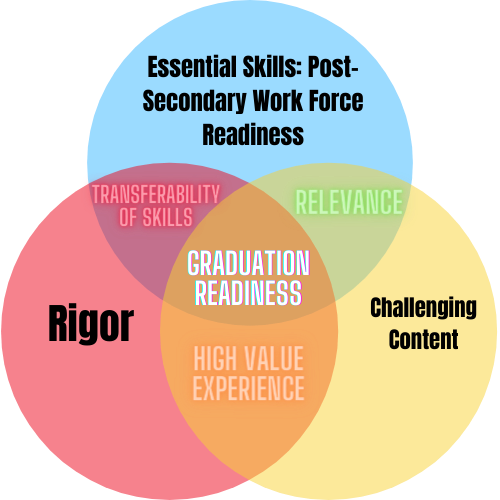 Essential Skills: Post-
Secondary Work Force
Readiness
TRANSFERABILITY
OF SKILLS
RELEVANCE
GRADUATION
READINESS
Rigor
Challenging
Content
HIGH VALUE
EXPERIENCE